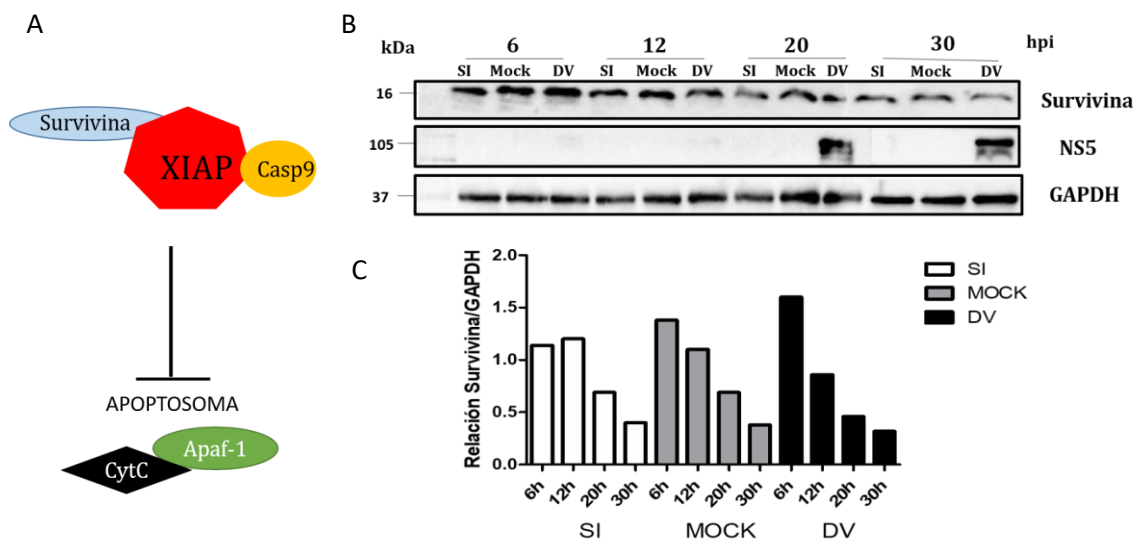 A
Survivina
XIAP
Casp9
APOPTOSOMA
Apaf-1
CytC
B
kDa
6
12
20
30
hpi
SI Mock DV SI Mock DV SI Mock DV SI Mock DV
16
Survivina
105
NS5
37
GAPDH
C
Relación Survivina/GAPDH
2.0
1.5
1.0
0.5
0.0
6h 12h 20h 30h 6h 12h 20h 30h 6h 12h 20h 30h
SI MOCK DV
SI
MOCK
DV